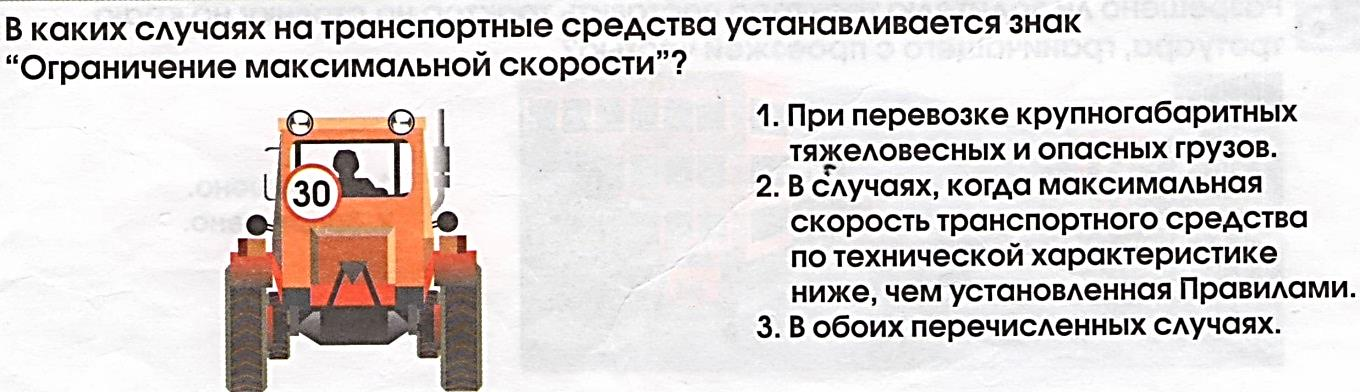 В каких случаях на транспортные средства устанавливается знак
“Ограничение максимальной скорости”?
30
1. При перевозке крупногабаритных
тяжеловесных и опасных грузов.
2. В случаях, когда максимальная
скорость транспортного средства
по технической характеристике
ниже, чем установленная Правилами.
3. В обоих перечисленных случаях.